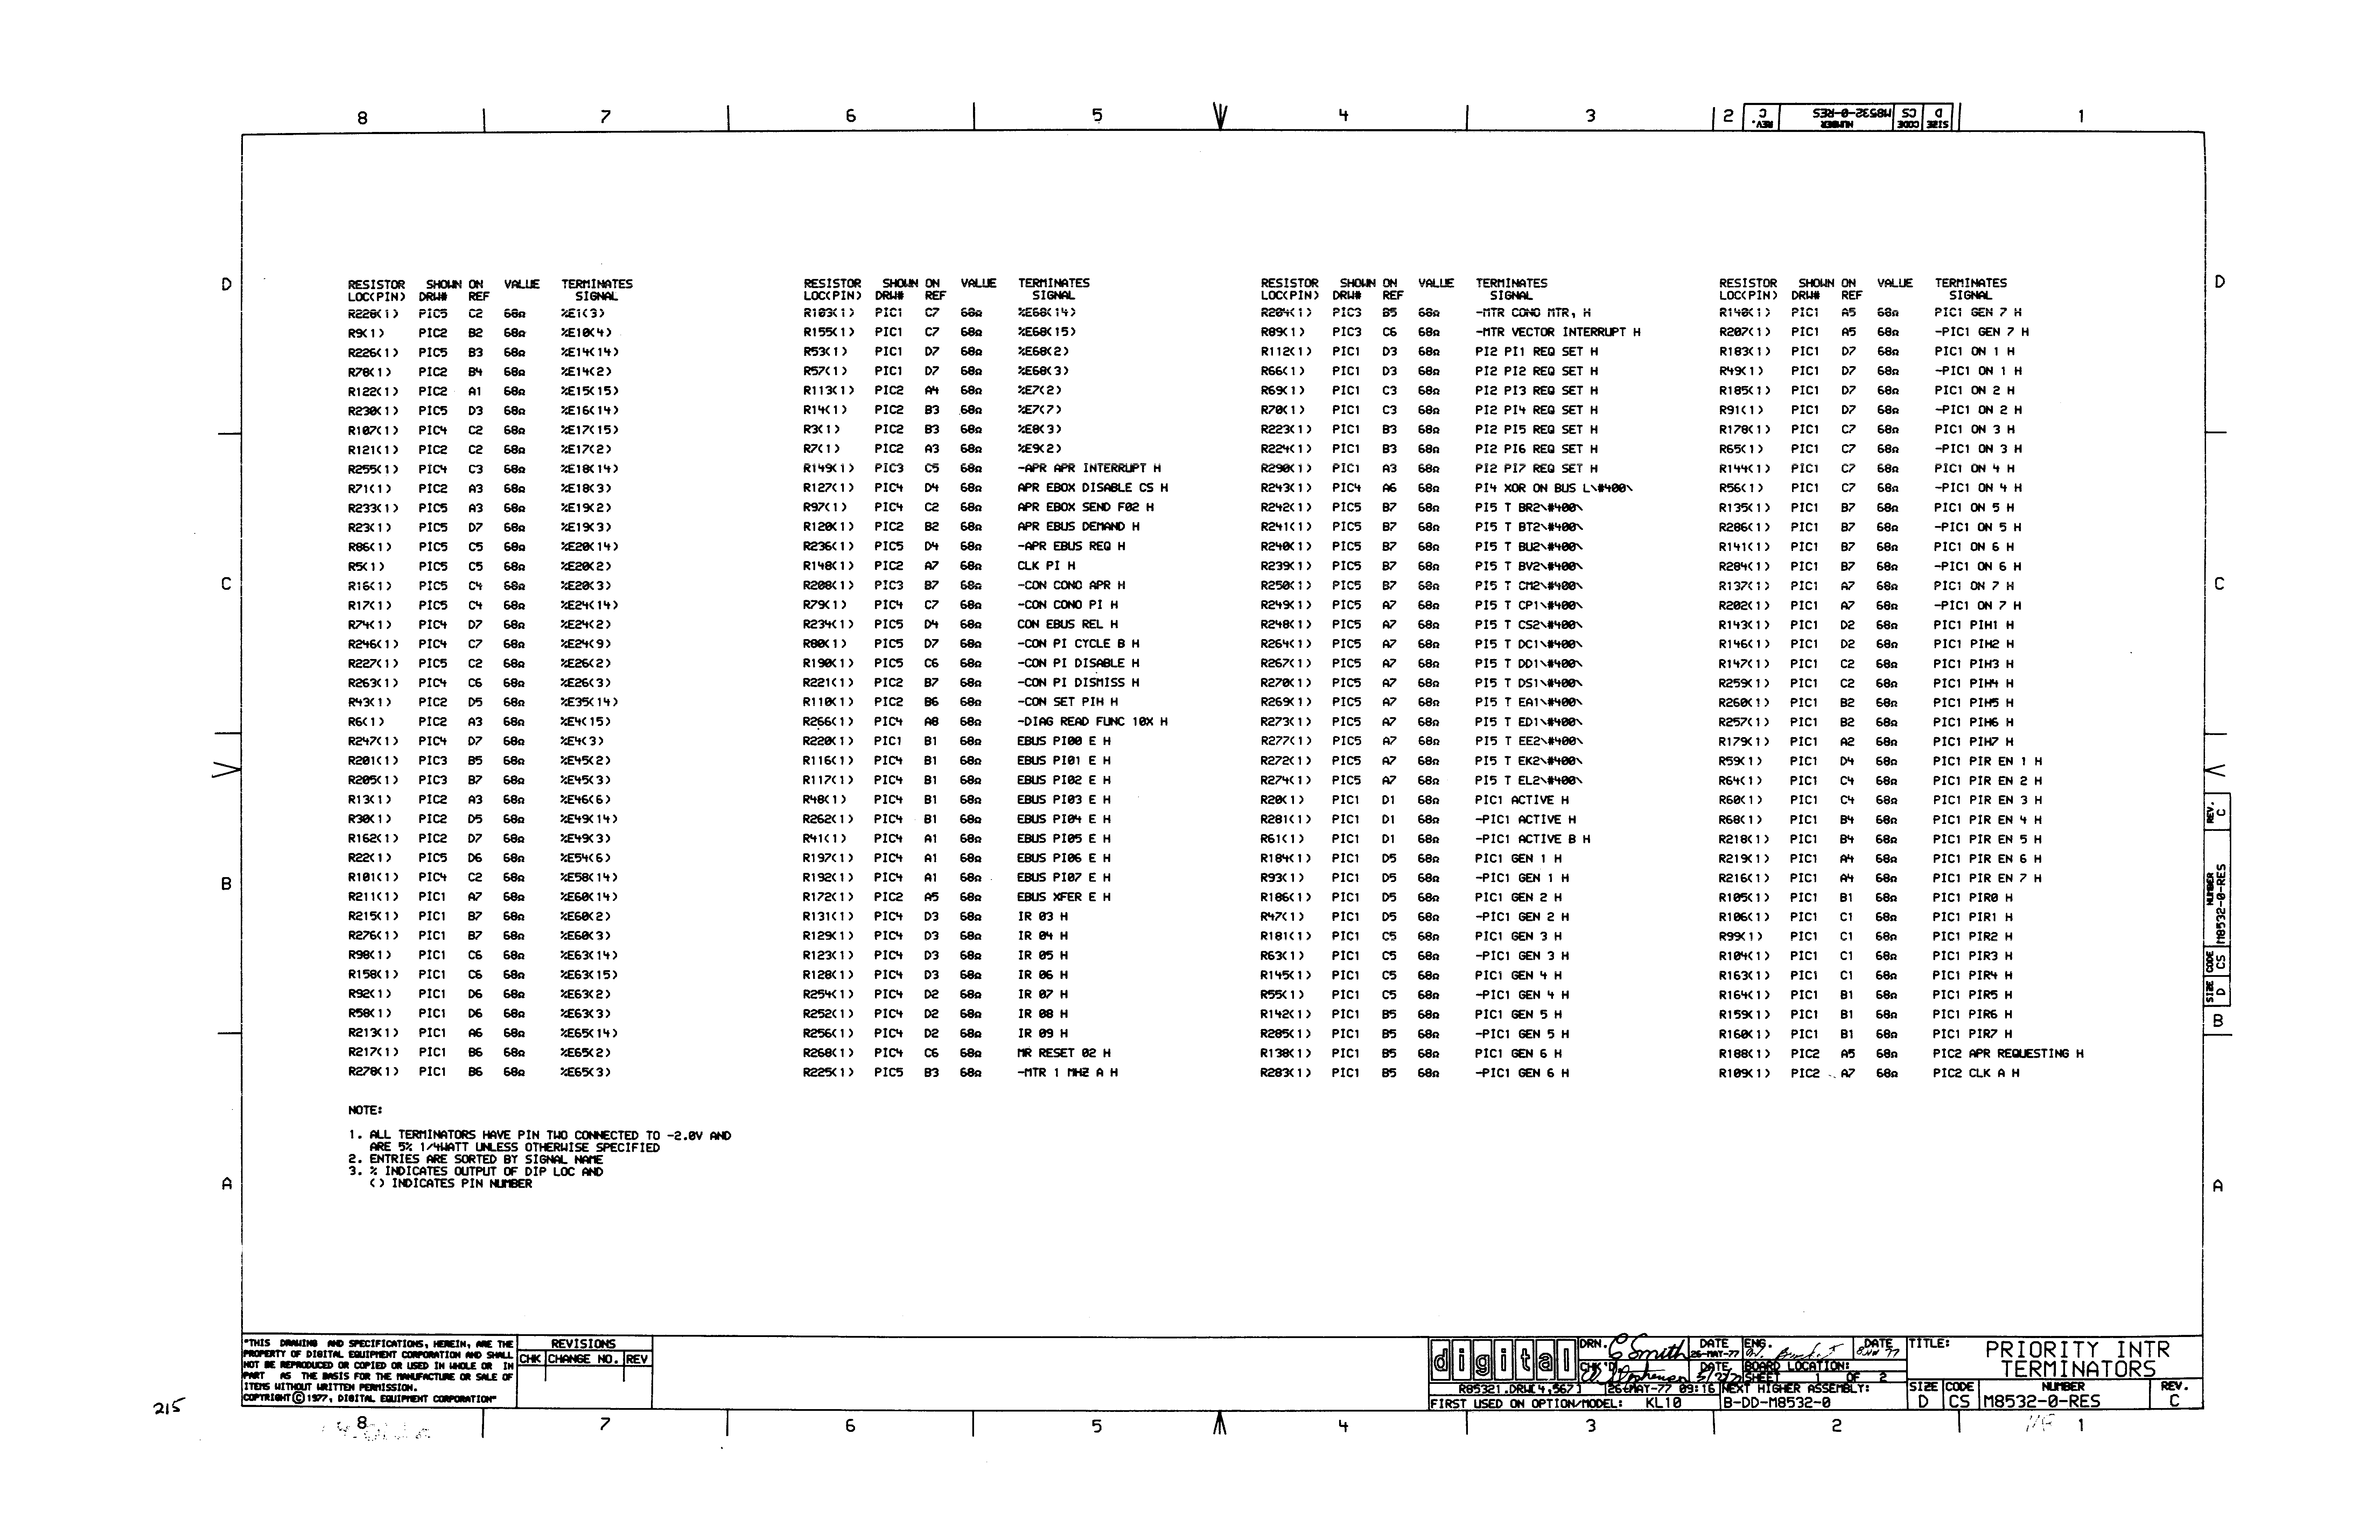 8 7 6 5 4 3 2 1
REV. C NUMBER M8532-0-RES CODE CS SIZE D
RESISTOR SHOWN ON VALUE TERMINATES
LOC(PIN) DRW# REF SIGNAL
R228(1) PIC5 C2 68Ω %E1(3)
R9(1) PIC2 B2 68Ω %E10(4)
R226(1) PIC5 B3 68Ω %E14(14)
R78(1) PIC2 B4 68Ω %E14(2)
R122(1) PIC2 A1 68Ω %E15(15)
R230(1) PIC5 D3 68Ω %E16(14)
R107(1) PIC4 C2 68Ω %E17(15)
R121(1) PIC2 C2 68Ω %E17(2)
R255(1) PIC4 C3 68Ω %E18(14)
R71(1) PIC2 A3 68Ω %E18(3)
R233(1) PIC5 A3 68Ω %E19(2)
R23(1) PIC5 D7 68Ω %E19(3)
R86(1) PIC5 C5 68Ω %E20(14)
R5(1) PIC5 C5 68Ω %E20(2)
R16(1) PIC5 C4 68Ω %E20(3)
R17(1) PIC5 C4 68Ω %E24(14)
R74(1) PIC4 D7 68Ω %E24(2)
R246(1) PIC4 C7 68Ω %E24(9)
R227(1) PIC5 C2 68Ω %E26(2)
R263(1) PIC4 C6 68Ω %E26(3)
R43(1) PIC2 D5 68Ω %E35(14)
R6(1) PIC2 A3 68Ω %E4(15)
R247(1) PIC4 D7 68Ω %E4(3)
R201(1) PIC3 B5 68Ω %E45(2)
R205(1) PIC3 B7 68Ω %E45(3)
R13(1) PIC2 A3 68Ω %E46(6)
R30(1) PIC2 D5 68Ω %E49(14)
R162(1) PIC2 D7 68Ω %E49(3)
R22(1) PIC5 D6 68Ω %E54(6)
R101(1) PIC4 C2 68Ω %E58(14)
R211(1) PIC1 A7 68Ω %E60(14)
R215(1) PIC1 B7 68Ω %E60(2)
R276(1) PIC1 B7 68Ω %E60(3)
R98(1) PIC1 C6 68Ω %E63(14)
R158(1) PIC1 C6 68Ω %E63(15)
R92(1) PIC1 D6 68Ω %E63(2)
R58(1) PIC1 D6 68Ω %E63(3)
R213(1) PIC1 A6 68Ω %E65(14)
R217(1) PIC1 B6 68Ω %E65(2)
R278(1) PIC1 B6 68Ω %E65(3)
RESISTOR SHOWN ON VALUE TERMINATES
LOC(PIN) DRW# REF SIGNAL
R103(1) PIC1 C7 68Ω %E68(14)
R155(1) PIC1 C7 68Ω %E68(15)
R53(1) PIC1 D7 68Ω %E68(2)
R57(1) PIC1 D7 68Ω %E68(3)
R113(1) PIC2 A4 68Ω %E7(2)
R14(1) PIC2 B3 68Ω %E7(7)
R3(1) PIC2 B3 68Ω %E8(3)
R7(1) PIC2 A3 68Ω %E9(2)
R149(1) PIC3 C5 68Ω -APR APR INTERRUPT H
R127(1) PIC4 D4 68Ω APR EBOX DISABLE CS H
R97(1) PIC4 C2 68Ω APR EBOX SEND F02 H
R120(1) PIC2 B2 68Ω APR EBUS DEMAND H
R236(1) PIC5 D4 68Ω -APR EBUS REQ H
R148(1) PIC2 A7 68Ω CLK PI H
R208(1) PIC3 B7 68Ω -CON CONO APR H
R79(1) PIC4 C7 68Ω -CON CONO PI H
R234(1) PIC5 D4 68Ω CON EBUS REL H
R80(1) PIC5 D7 68Ω -CON PI CYCLE B H
R190(1) PIC5 C6 68Ω -CON PI DISABLE H
R221(1) PIC2 B7 68Ω -CON PI DISMISS H
R110(1) PIC2 B6 68Ω -CON SET PIH H
R266(1) PIC4 A8 68Ω -DIAG READ FUNC 10X H
R220(1) PIC1 B1 68Ω EBUS PI00 E H
R116(1) PIC4 B1 68Ω EBUS PI01 E H
R117(1) PIC4 B1 68Ω EBUS PI02 E H
R48(1) PIC4 B1 68Ω EBUS PI03 E H
R262(1) PIC4 B1 68Ω EBUS PI04 E H
R41(1) PIC4 A1 68Ω EBUS PI05 E H
R197(1) PIC4 A1 68Ω EBUS PI06 E H
R192(1) PIC4 A1 68Ω EBUS PI07 E H
R172(1) PIC2 A5 68Ω EBUS XFER E H
R131(1) PIC4 D3 68Ω IR 03 H
R129(1) PIC4 D3 68Ω IR 04 H
R123(1) PIC4 D3 68Ω IR 05 H
R128(1) PIC4 D3 68Ω IR 06 H
R254(1) PIC4 D2 68Ω IR 07 H
R252(1) PIC4 D2 68Ω IR 08 H
R256(1) PIC4 D2 68Ω IR 09 H
R268(1) PIC4 C6 68Ω MR RESET 02 H
R225(1) PIC5 B3 68Ω -MTR 1 MHZ A H
RESISTOR SHOWN ON VALUE TERMINATES
LOC(PIN) DRW# REF SIGNAL
R204(1) PIC3 B5 68Ω -MTR CONO MTR, H
R89(1) PIC3 C6 68Ω -MTR VECTOR INTERRUPT H
R112(1) PIC1 D3 68Ω PI2 PI1 REQ SET H
R66(1) PIC1 D3 68Ω PI2 PI2 REQ SET H
R69(1) PIC1 C3 68Ω PI2 PI3 REQ SET H
R70(1) PIC1 C3 68Ω PI2 PI4 REQ SET H
R223(1) PIC1 B3 68Ω PI2 PI5 REQ SET H
R224(1) PIC1 B3 68Ω PI2 PI6 REQ SET H
R290(1) PIC1 A3 68Ω PI2 PI7 REQ SET H
R243(1) PIC4 A6 68Ω PI4 XOR ON BUS L\#400\
R242(1) PIC5 B7 68Ω PI5 T BR2\#400\
R241(1) PIC5 B7 68Ω PI5 T BT2\#400\
R240(1) PIC5 B7 68Ω PI5 T BU2\#400\
R239(1) PIC5 B7 68Ω PI5 T BV2\#400\
R250(1) PIC5 B7 68Ω PI5 T CM2\#400\
R249(1) PIC5 A7 68Ω PI5 T CP1\#400\
R248(1) PIC5 A7 68Ω PI5 T CS2\#400\
R264(1) PIC5 A7 68Ω PI5 T DC1\#400\
R267(1) PIC5 A7 68Ω PI5 T DD1\#400\
R270(1) PIC5 A7 68Ω PI5 T DS1\#400\
R269(1) PIC5 A7 68Ω PI5 T EA1\#400\
R273(1) PIC5 A7 68Ω PI5 T ED1\#400\
R277(1) PIC5 A7 68Ω PI5 T EE2\#400\
R272(1) PIC5 A7 68Ω PI5 T EK2\#400\
R274(1) PIC5 A7 68Ω PI5 T EL2\#400\
R20(1) PIC1 D1 68Ω PIC1 ACTIVE H
R281(1) PIC1 D1 68Ω -PIC1 ACTIVE H
R61(1) PIC1 D1 68Ω -PIC1 ACTIVE B H
R184(1) PIC1 D5 68Ω PIC1 GEN 1 H
R93(1) PIC1 D5 68Ω -PIC1 GEN 1 H
R186(1) PIC1 D5 68Ω PIC1 GEN 2 H
R47(1) PIC1 D5 68Ω -PIC1 GEN 2 H
R181(1) PIC1 C5 68Ω PIC1 GEN 3 H
R63(1) PIC1 C5 68Ω -PIC1 GEN 3 H
R145(1) PIC1 C5 68Ω PIC1 GEN 4 H
R55(1) PIC1 C5 68Ω -PIC1 GEN 4 H
R142(1) PIC1 B5 68Ω PIC1 GEN 5 H
R285(1) PIC1 B5 68Ω -PIC1 GEN 5 H
R138(1) PIC1 B5 68Ω PIC1 GEN 6 H
R283(1) PIC1 B5 68Ω -PIC1 GEN 6 H
RESISTOR SHOWN ON VALUE TERMINATES
LOC(PIN) DRW# REF SIGNAL
R140(1) PIC1 A5 68Ω PIC1 GEN 7 H
R207(1) PIC1 A5 68Ω -PIC1 GEN 7 H
R183(1) PIC1 D7 68Ω PIC1 ON 1 H
R49(1) PIC1 D7 68Ω -PIC1 ON 1 H
R185(1) PIC1 D7 68Ω PIC1 ON 2 H
R91(1) PIC1 D7 68Ω -PIC1 ON 2 H
R178(1) PIC1 C7 68Ω PIC1 ON 3 H
R65(1) PIC1 C7 68Ω -PIC1 ON 3 H
R144(1) PIC1 C7 68Ω PIC1 ON 4 H
R56(1) PIC1 C7 68Ω -PIC1 ON 4 H
R135(1) PIC1 B7 68Ω PIC1 ON 5 H
R286(1) PIC1 B7 68Ω -PIC1 ON 5 H
R141(1) PIC1 B7 68Ω PIC1 ON 6 H
R284(1) PIC1 B7 68Ω -PIC1 ON 6 H
R137(1) PIC1 A7 68Ω PIC1 ON 7 H
R202(1) PIC1 A7 68Ω -PIC1 ON 7 H
R143(1) PIC1 D2 68Ω PIC1 PIH1 H
R146(1) PIC1 D2 68Ω PIC1 PIH2 H
R147(1) PIC1 C2 68Ω PIC1 PIH3 H
R259(1) PIC1 C2 68Ω PIC1 PIH4 H
R260(1) PIC1 B2 68Ω PIC1 PIH5 H
R257(1) PIC1 B2 68Ω PIC1 PIH6 H
R179(1) PIC1 A2 68Ω PIC1 PIH7 H
R59(1) PIC1 D4 68Ω PIC1 PIR EN 1 H
R64(1) PIC1 C4 68Ω PIC1 PIR EN 2 H
R60(1) PIC1 C4 68Ω PIC1 PIR EN 3 H
R68(1) PIC1 B4 68Ω PIC1 PIR EN 4 H
R218(1) PIC1 B4 68Ω PIC1 PIR EN 5 H
R219(1) PIC1 A4 68Ω PIC1 PIR EN 6 H
R216(1) PIC1 A4 68Ω PIC1 PIR EN 7 H
R105(1) PIC1 B1 68Ω PIC1 PIR0 H
R106(1) PIC1 C1 68Ω PIC1 PIR1 H
R99(1) PIC1 C1 68Ω PIC1 PIR2 H
R104(1) PIC1 C1 68Ω PIC1 PIR3 H
R163(1) PIC1 C1 68Ω PIC1 PIR4 H
R164(1) PIC1 B1 68Ω PIC1 PIR5 H
R159(1) PIC1 B1 68Ω PIC1 PIR6 H
R160(1) PIC1 B1 68Ω PIC1 PIR7 H
R188(1) PIC2 A5 68Ω PIC2 APR REQUESTING H
R109(1) PIC2 A7 68Ω PIC2 CLK A H
D D
C C
B B
A A
SIZE D CODE CS NUMBER M8532-0-RES REV. C
NOTE:
1. ALL TERMINATORS HAVE PIN TWO CONNECTED TO -2.0V AND
ARE 5% 1/4WATT UNLESS OTHERWISE SPECIFIED
2. ENTRIES ARE SORTED BY SIGNAL NAME
3. % INDICATES OUTPUT OF DIP LOC AND
() INDICATES PIN NUMBER
"THIS DRAWING AND SPECIFICATIONS, HEREIN, ARE THE
PROPERTY OF DIGITAL EQUIPMENT CORPORATION AND SHALL
NOT BE REPRODUCED OR COPIED OR USED IN WHOLE OR IN
PART AS THE BASIS FOR THE MANUFACTURE OR SALE OF
ITEMS WITHOUT WRITTEN PERMISSION.
COPYRIGHT © 1977, DIGITAL EQUIPMENT CORPORATION"
REVISIONS
CHK CHANGE NO. REV
digital
DRN. C Smith DATE 26-MAY-77 ENG. DATE
CHK'D DATE BOARD LOCATION:
SHEET 1 OF 2
R85321.DRW[4,567] 26-MAY-77 09:16 NEXT HIGHER ASSEMBLY:
FIRST USED ON OPTION/MODEL: KL10 B-DD-M8532-0
TITLE: PRIORITY INTR
TERMINATORS
SIZE CODE NUMBER REV.
D CS M8532-0-RES C
215
8 7 6 5 4 3 2 1